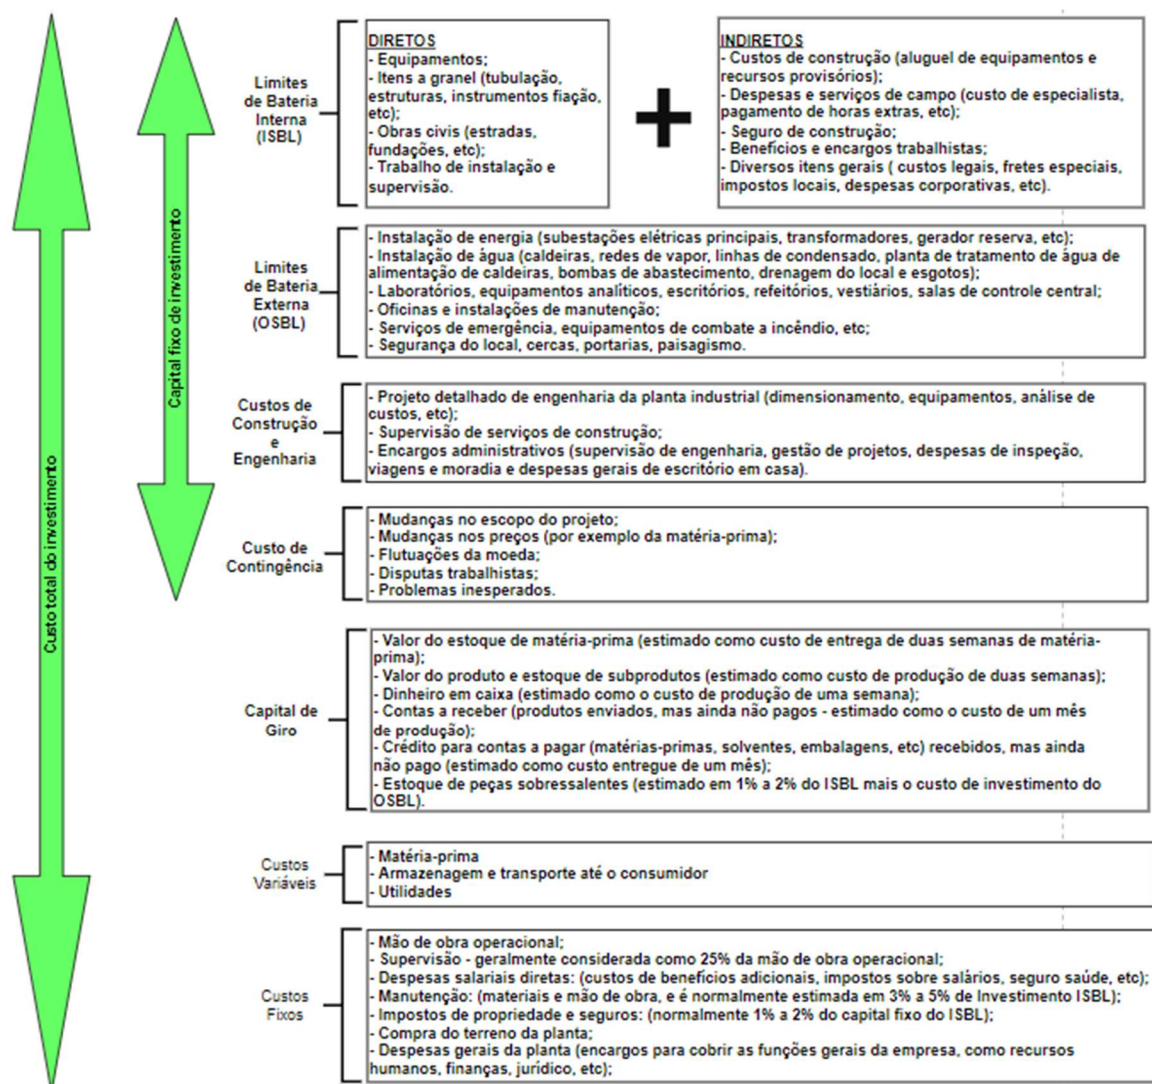 Custo total do investimento
Capital fixo de investimento
Limites
de Bateria
Interna
(ISBL)
DIRETOS
- Equipamentos;
- Itens a granel (tubulação,
estruturas, instrumentos fiação,
etc);
- Obras civis (estradas,
fundações, etc);
- Trabalho de instalação e
supervisão.
+
INDIRETOS
- Custos de construção (aluguel de equipamentos e
recursos provisórios);
- Despesas e serviços de campo (custo de especialista,
pagamento de horas extras, etc);
- Seguro de construção;
- Benefícios e encargos trabalhistas;
- Diversos itens gerais ( custos legais, fretes especiais,
impostos locais, despesas corporativas, etc).
Limites
de Bateria
Externa
(OSBL)
- Instalação de energia (subestações elétricas principais, transformadores, gerador reserva, etc);
- Instalação de água (caldeiras, redes de vapor, linhas de condensado, planta de tratamento de água de
alimentação de caldeiras, bombas de abastecimento, drenagem do local e esgotos);
- Laboratórios, equipamentos analíticos, escritórios, refeitórios, vestiários, salas de controle central;
- Oficinas e instalações de manutenção;
- Serviços de emergência, equipamentos de combate a incêndio, etc;
- Segurança do local, cercas, portarias, paisagismo.
Custos de
Construção
e
Engenharia
- Projeto detalhado de engenharia da planta industrial (dimensionamento, equipamentos, análise de
custos, etc);
- Supervisão de serviços de construção;
- Encargos administrativos (supervisão de engenharia, gestão de projetos, despesas de inspeção,
viagens e moradia e despesas gerais de escritório em casa).
Custo de
Contingência
- Mudanças no escopo do projeto;
- Mudanças nos preços (por exemplo da matéria-prima);
- Flutuações da moeda;
- Disputas trabalhistas;
- Problemas inesperados.
Capital de
Giro
- Valor do estoque de matéria-prima (estimado como custo de entrega de duas semanas de matéria-
prima);
- Valor do produto e estoque de subprodutos (estimado como custo de produção de duas semanas);
- Dinheiro em caixa (estimado como o custo de produção de uma semana);
- Contas a receber (produtos enviados, mas ainda não pagos - estimado como o custo de um mês
de produção);
- Crédito para contas a pagar (matérias-primas, solventes, embalagens, etc) recebidos, mas ainda
não pago (estimado como custo entregue de um mês);
- Estoque de peças sobressalentes (estimado em 1% a 2% do ISBL mais o custo de investimento do
OSBL).
Custos
Variáveis
- Matéria-prima
- Armazenagem e transporte até o consumidor
- Utilidades
Custos
Fixos
- Mão de obra operacional;
- Supervisão - geralmente considerada como 25% da mão de obra operacional;
- Despesas salariais diretas: (custos de benefícios adicionais, impostos sobre salários, seguro saúde, etc);
- Manutenção: (materiais e mão de obra, e é normalmente estimada em 3% a 5% de Investimento ISBL);
- Impostos de propriedade e seguros: (normalmente 1% a 2% do capital fixo do ISBL);
- Compra do terreno da planta;
- Despesas gerais da planta (encargos para cobrir as funções gerais da empresa, como recursos
humanos, finanças, jurídico, etc);